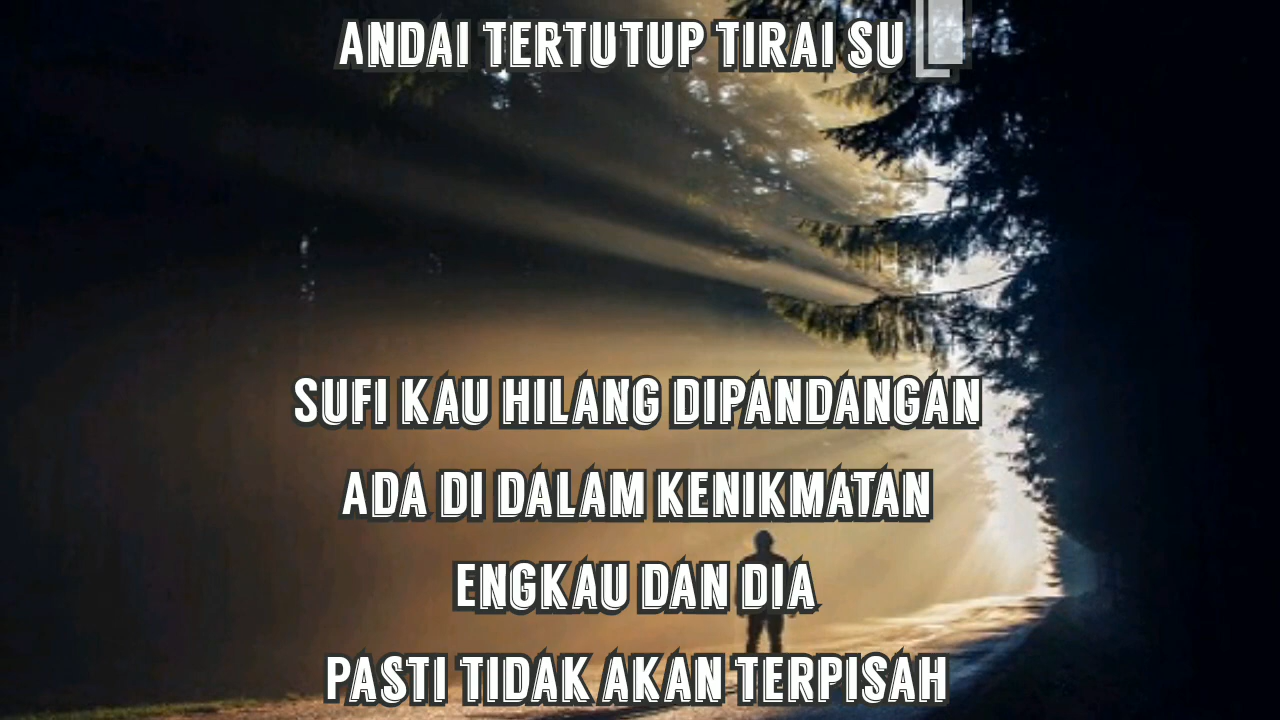 ANDAI TERTUTUP TIRAI SU
SUFI KAU HILANG DIPANDANGAN
ADA DI DALAM KENIKMATAN
ENGKAU DAN DIA
PASTI TIDAK AKAN TERPISAH